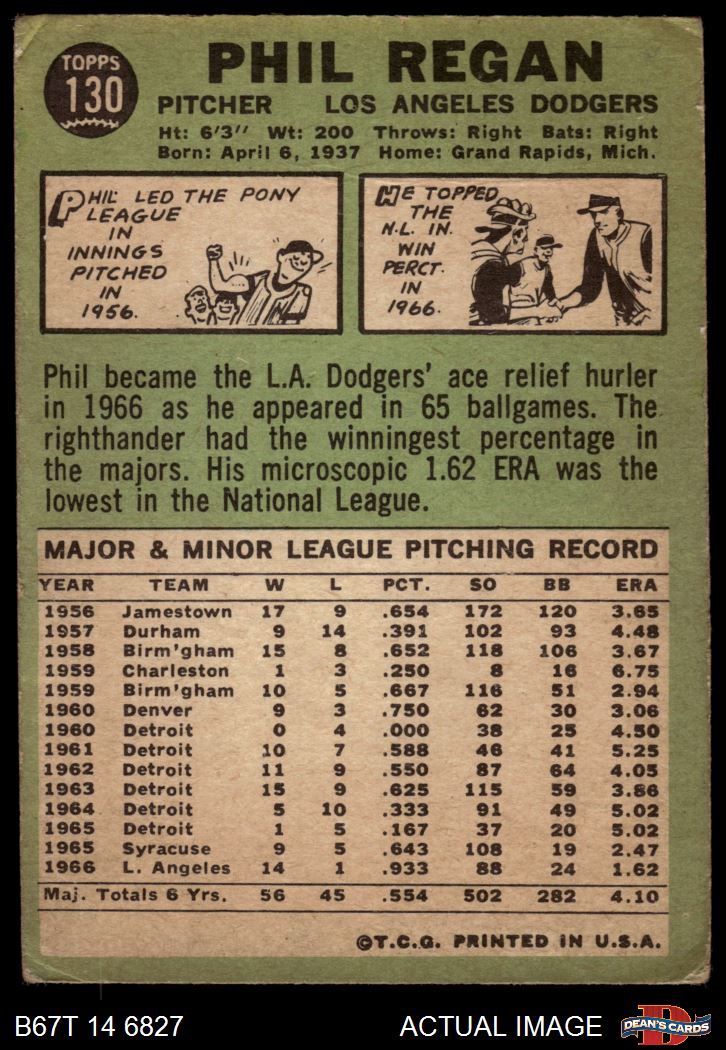 TOPPS
130
PHIL REGAN
PITCHER LOS ANGELES DODGERS
Ht: 6'3" Wt: 200 Throws: Right Bats: Right
Born: April 6, 1937 Home: Grand Rapids, Mich.
PHIL LED THE PONY
LEAGUE
IN
INNINGS
PITCHED
IN
1956.
HE TOPPED
THE
N.L. IN.
WIN
PERCT.
IN
1966.
Phil became the L.A. Dodgers' ace relief hurler
in 1966 as he appeared in 65 ballgames. The
righthander had the winningest percentage in
the majors. His microscopic 1.62 ERA was the
lowest in the National League.
MAJOR & MINOR LEAGUE PITCHING RECORD
YEAR TEAM W L PCT. SO BB ERA
1956 Jamestown 17 9 .654 172 120 3.65
1957 Durham 9 14 .391 102 93 4.48
1958 Birm'gham 15 8 .652 118 106 3.67
1959 Charleston 1 3 .250 8 16 6.75
1959 Birm'gham 10 5 .667 116 51 2.94
1960 Denver 9 3 .750 62 30 3.06
1960 Detroit 0 4 .000 38 25 4.50
1961 Detroit 10 7 .588 46 41 5.25
1962 Detroit 11 9 .550 87 64 4.05
1963 Detroit 15 9 .625 115 59 3.86
1964 Detroit 5 10 .333 91 49 5.02
1965 Detroit 1 5 .167 37 20 5.02
1965 Syracuse 9 5 .643 108 19 2.47
1966 L. Angeles 14 1 .933 88 24 1.62
Maj. Totals 6 Yrs. 56 45 .554 502 282 4.10
©T.C.G. PRINTED IN U.S.A.
B67T 14 6827 ACTUAL IMAGE
DEAN'S CARDS